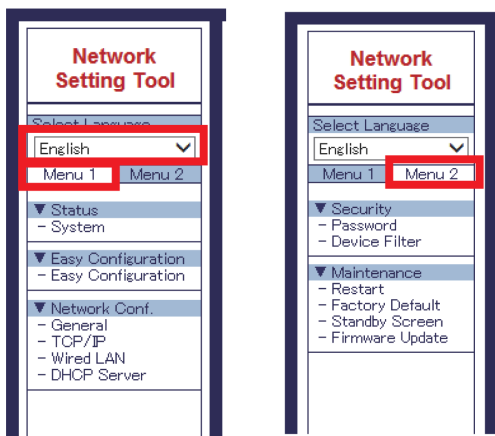 Network
Setting Tool
Select Language
English
Menu 1 Menu 2
▼ Status
- System
▼ Easy Configuration
- Easy Configuration
▼ Network Conf.
- General
- TCP/IP
- Wired LAN
- DHCP Server
Network
Setting Tool
Select Language
English
Menu 1 Menu 2
▼ Security
- Password
- Device Filter
▼ Maintenance
- Restart
- Factory Default
- Standby Screen
- Firmware Update